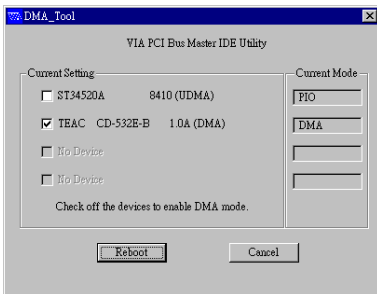 DMA_Tool
VIA PCI Bus Master IDE Utility
Current Setting
Current Mode
ST34520A 8410 (UDMA)
PIO
TEAC CD-532E-B 1.0A (DMA)
DMA
No Device
No Device
Check off the devices to enable DMA mode.
Reboot
Cancel